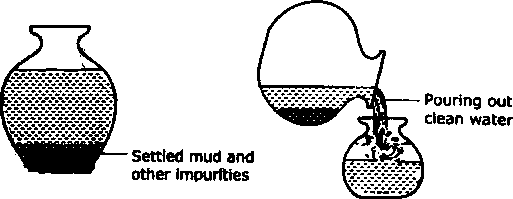 Settled mud and
other impurities
Pouring out
clean water